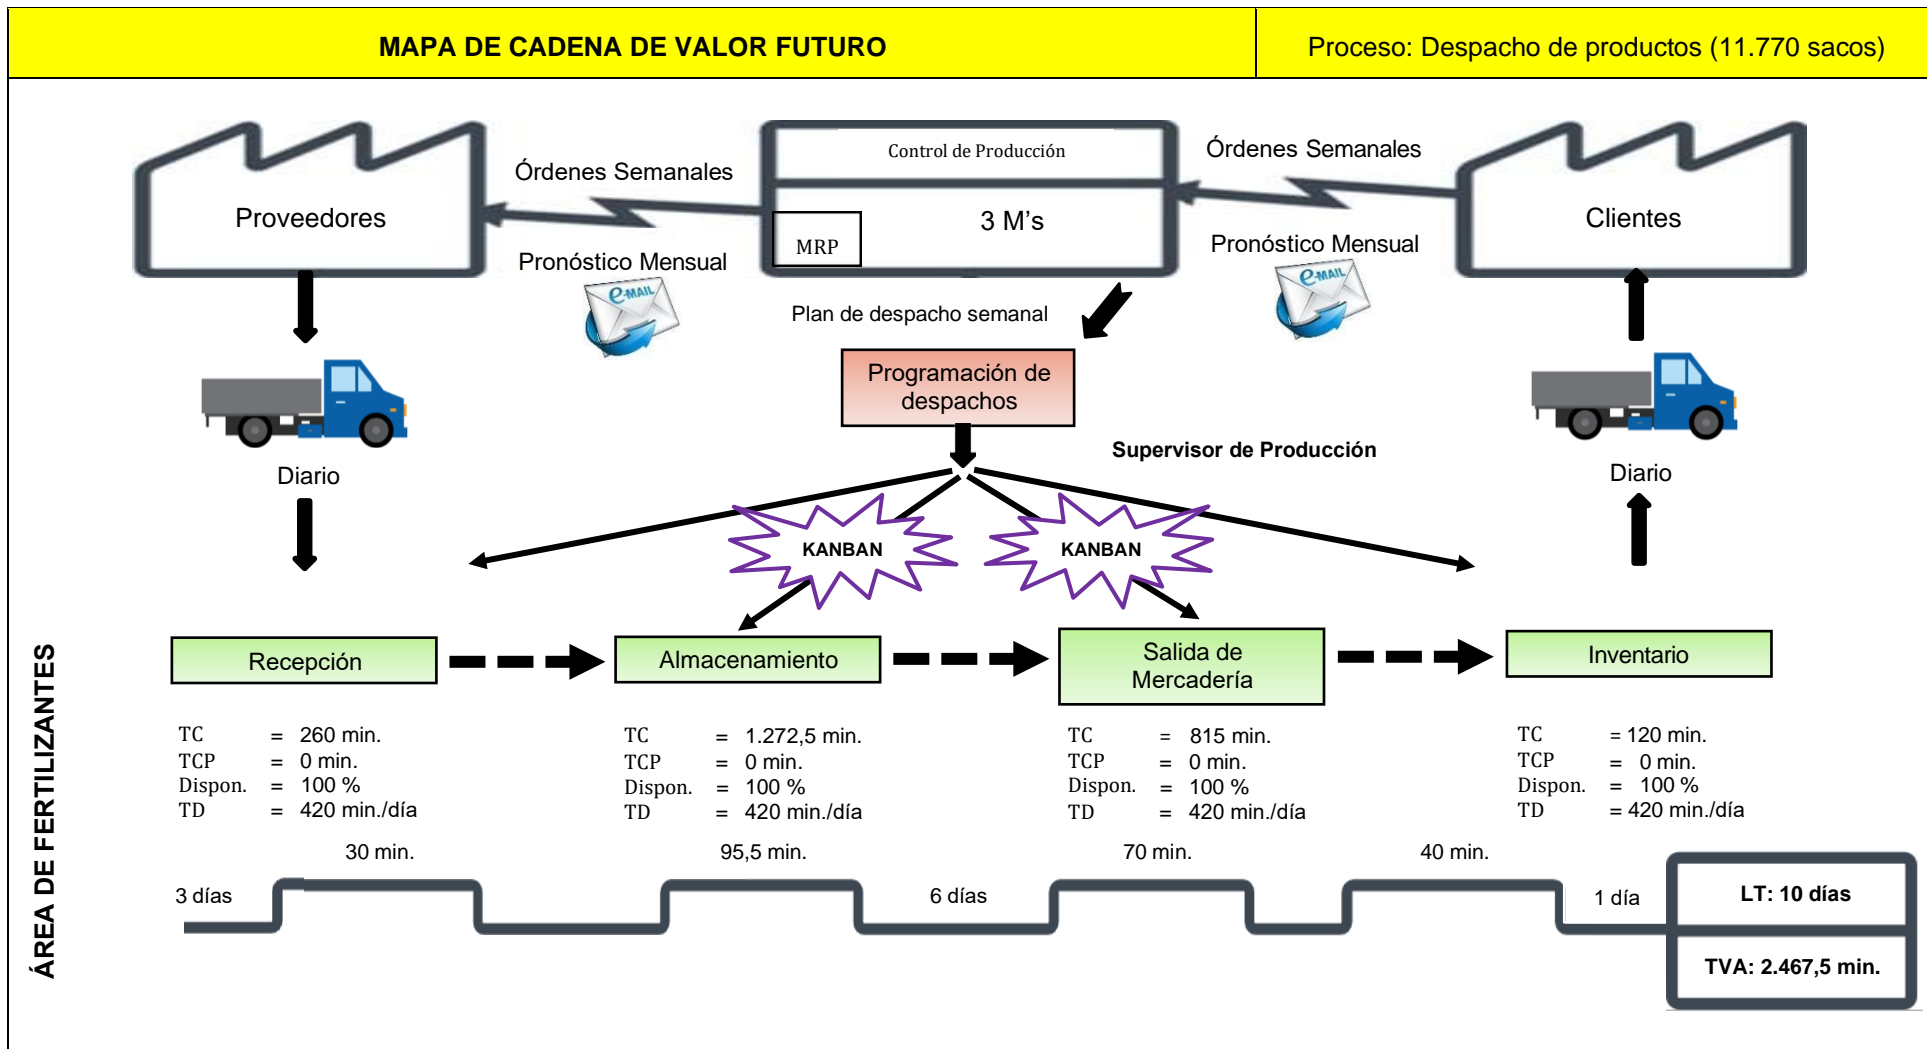 MAPA DE CADENA DE VALOR FUTURO
Proceso: Despacho de productos (11.770 sacos)
Proveedores
Órdenes Semanales
Pronóstico Mensual
e-MAIL
Control de Producción
3 M's
MRP
Órdenes Semanales
Pronóstico Mensual
e-MAIL
Clientes
Plan de despacho semanal
Programación de
despachos
Supervisor de Producción
Diario
Diario
KANBAN
KANBAN
ÁREA DE FERTILIZANTES
Recepción
Almacenamiento
Salida de
Mercadería
Inventario
TC = 260 min.
TCP = 0 min.
Dispon. = 100 %
TD = 420 min./día
TC = 1.272,5 min.
TCP = 0 min.
Dispon. = 100 %
TD = 420 min./día
TC = 815 min.
TCP = 0 min.
Dispon. = 100 %
TD = 420 min./día
TC = 120 min.
TCP = 0 min.
Dispon. = 100 %
TD = 420 min./día
30 min.
95,5 min.
70 min.
40 min.
3 días
6 días
1 día
LT: 10 días
TVA: 2.467,5 min.